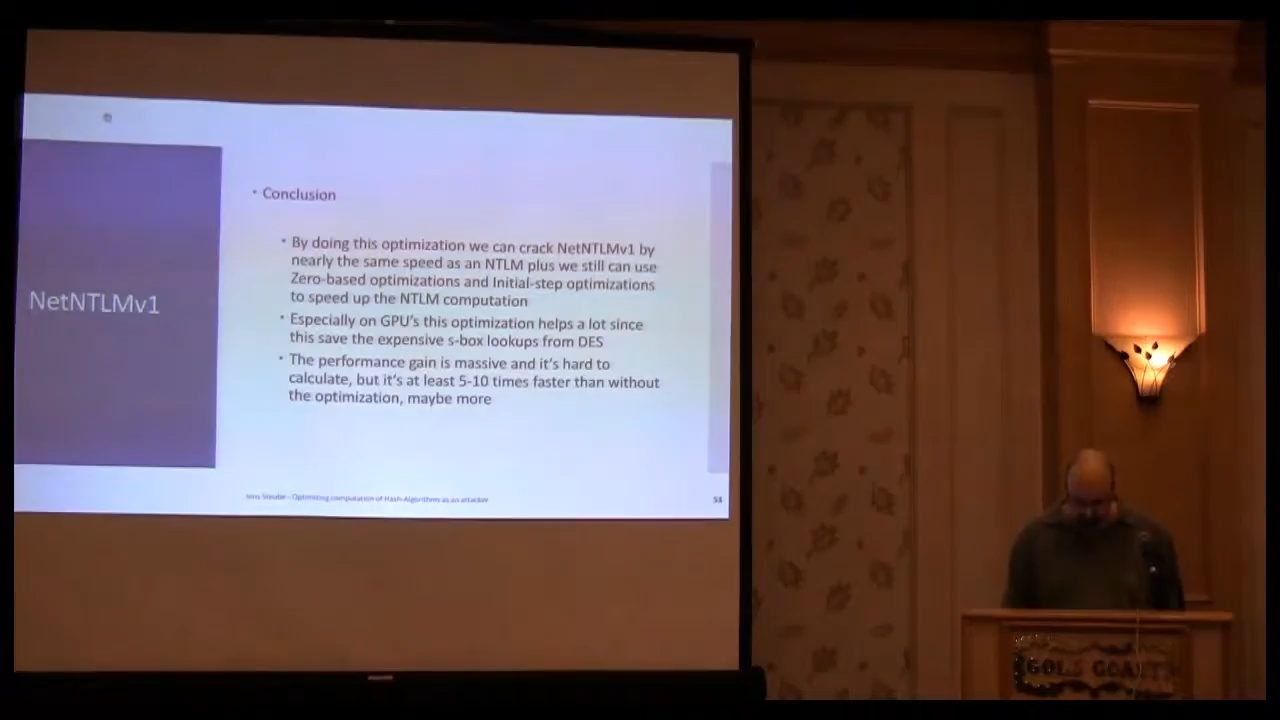 NetNTLMv1
• Conclusion
• By doing this optimization we can crack NetNTLMv1 by
nearly the same speed as an NTLM plus we still can use
Zero-based optimizations and Initial-step optimizations
to speed up the NTLM computation
• Especially on GPU's this optimization helps a lot since
this save the expensive s-box lookups from DES
• The performance gain is massive and it's hard to
calculate, but it's at least 5-10 times faster than without
the optimization, maybe more
Jens Steube - Optimizing computation of Hash-Algorithms as an attacker
51
GOLD COAST